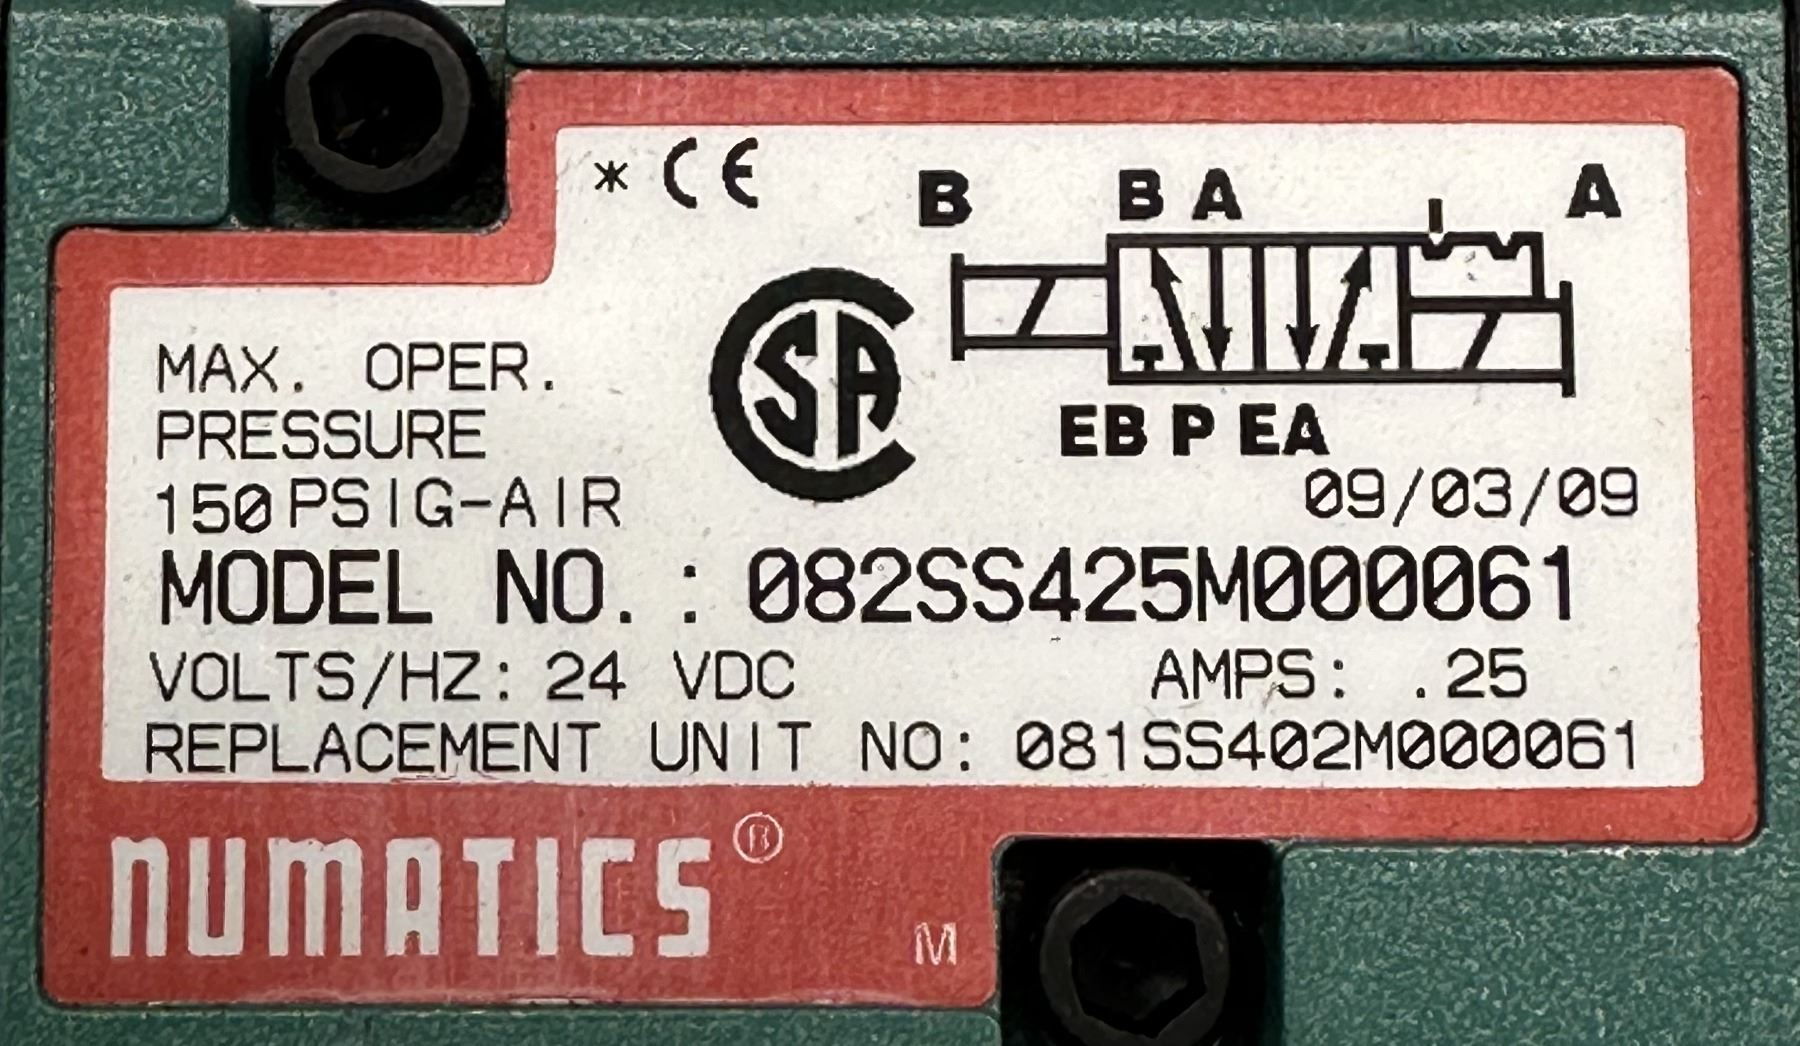 * CE
B B A A
CSA
EB P EA
MAX. OPER.
PRESSURE
150 PSIG-AIR
09/03/09
MODEL NO. : 082SS425M000061
VOLTS/HZ: 24 VDC AMPS: .25
REPLACEMENT UNIT NO: 081SS402M000061
NUMATICS®
M